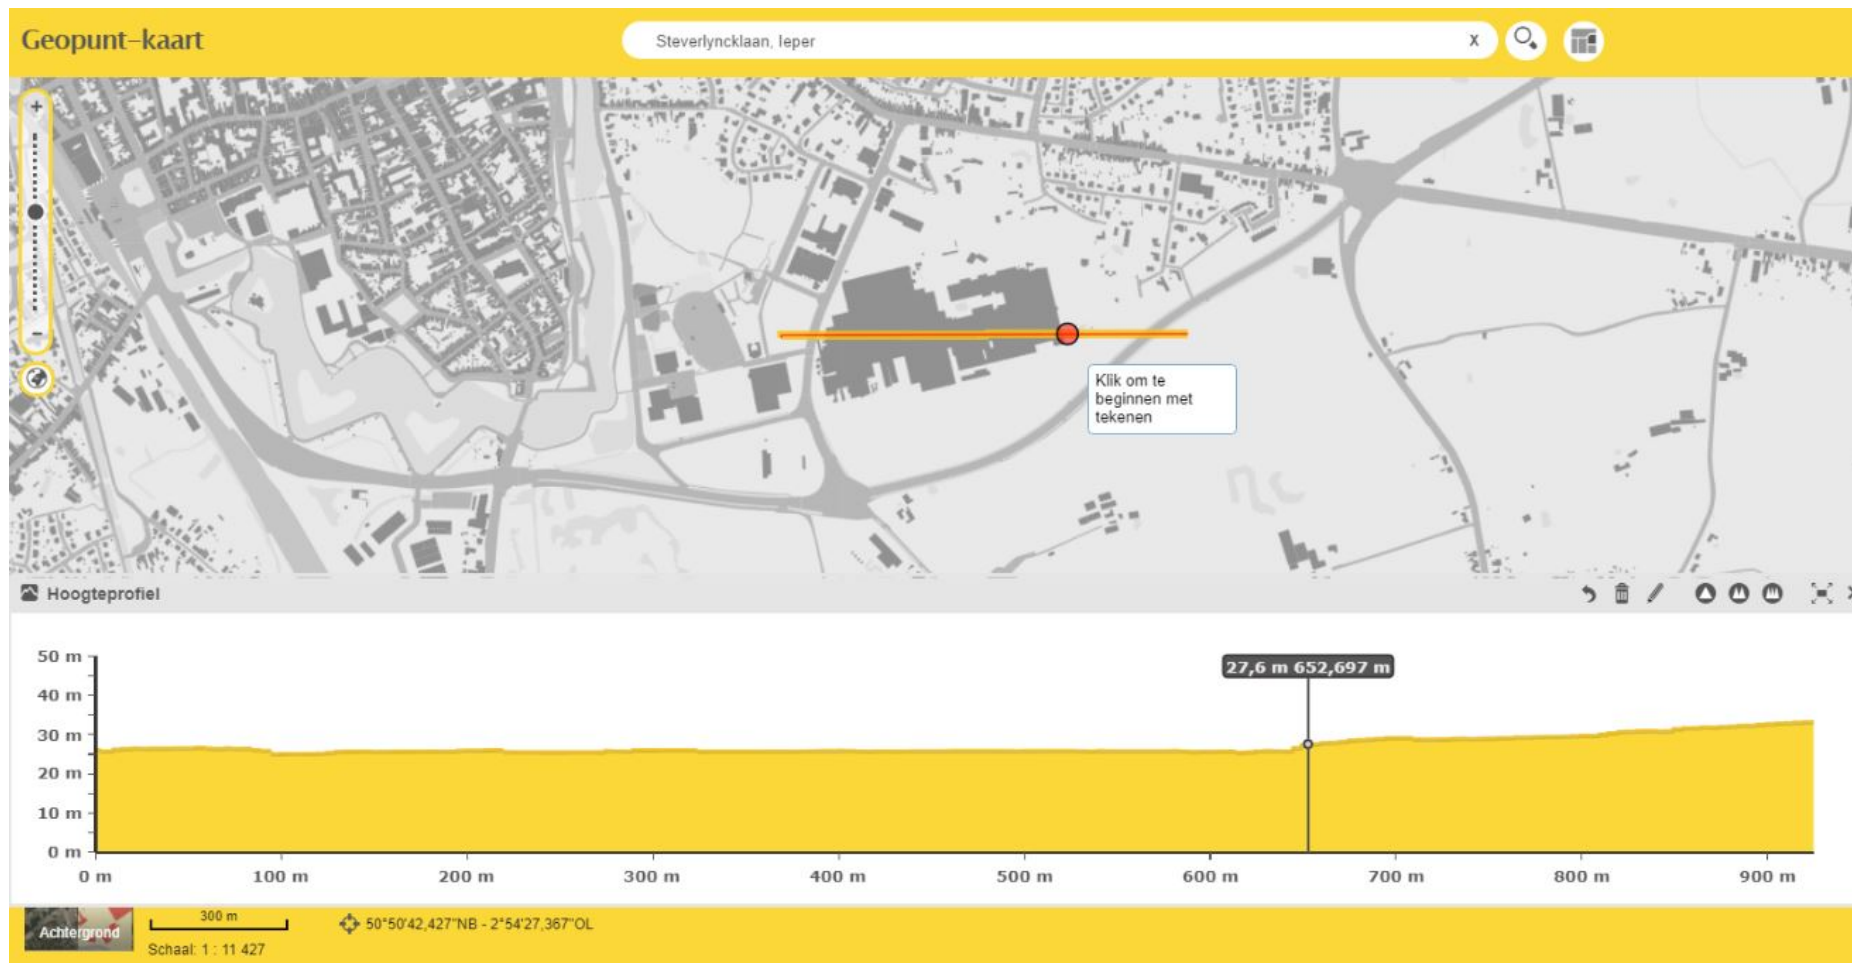 Geopunt-kaart
Steverlyncklaan, Ieper
x
+
-
Klik om te
beginnen met
tekenen
Hoogteprofiel
27,6 m 652,697 m
50 m
40 m
30 m
20 m
10 m
0 m
0 m 100 m 200 m 300 m 400 m 500 m 600 m 700 m 800 m 900 m
Achtergrond
300 m
Schaal: 1 : 11 427
50°50'42,427"NB - 2°54'27,367"OL